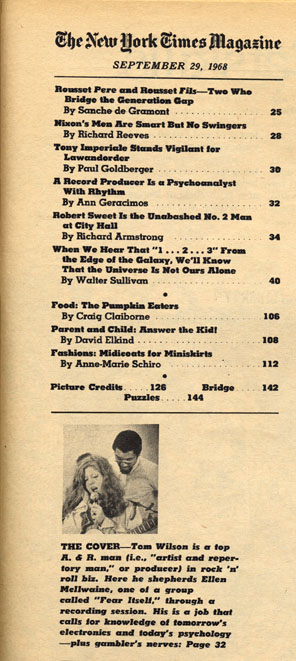 The New York Times Magazine
SEPTEMBER 29, 1968
Rousset Pere and Rousset Fils—Two Who
Bridge the Generation Gap
By Sanche de Gramont . . . . . . . . . . . . . . 25
Nixon's Men Are Smart But No Swingers
By Richard Reeves . . . . . . . . . . . . . . . . . 28
Tony Imperiale Stands Vigilant for
Lawandorder
By Paul Goldberger . . . . . . . . . . . . . . . . 30
A Record Producer Is a Psychoanalyst
With Rhythm
By Ann Geracimos . . . . . . . . . . . . . . . . . 32
Robert Sweet Is the Unabashed No. 2 Man
at City Hall
By Richard Armstrong . . . . . . . . . . . . . . 34
When We Hear That "1 . . . 2 . . . 3" From
the Edge of the Galaxy, We'll Know
That the Universe Is Not Ours Alone
By Walter Sullivan . . . . . . . . . . . . . . . . . 40
•
Food: The Pumpkin Eaters
By Craig Claiborne . . . . . . . . . . . . . . . . 106
Parent and Child: Answer the Kid!
By David Elkind . . . . . . . . . . . . . . . . . . 108
Fashions: Midicoats for Miniskirts
By Anne-Marie Schiro . . . . . . . . . . . . . 112
•
Picture Credits . . . . . 126 Bridge . . . . . 142
Puzzles . . . . . 144
THE COVER—Tom Wilson is a top
A. & R. man (i.e., "artist and reper-
tory man," or producer) in rock 'n'
roll biz. Here he shepherds Ellen
Mellwaine, one of a group
called "Fear Itself," through a
recording session. His is a job that
calls for knowledge of tomorrow's
electronics and today's psychology
—plus gambler's nerves: Page 32